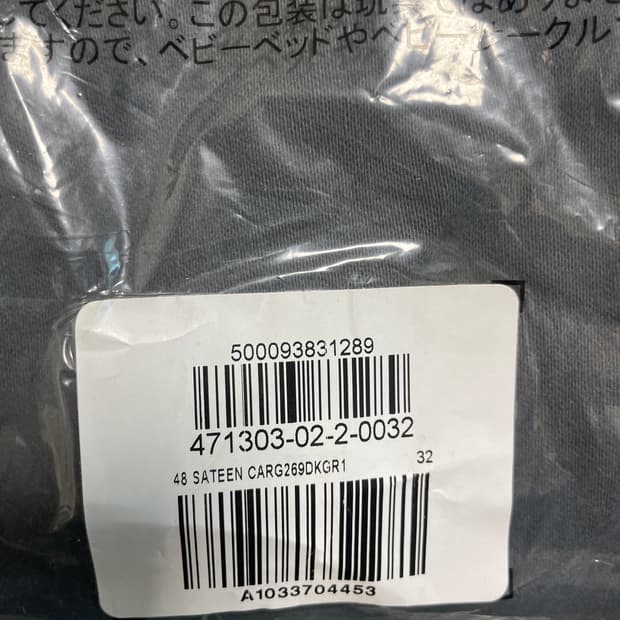 してください。この包装は玩具ではありませ
ますので、ベビーベッドやベビーサークル
500093831289
471303-02-2-0032
48 SATEEN CARG269DKGR1 32
A1033704453